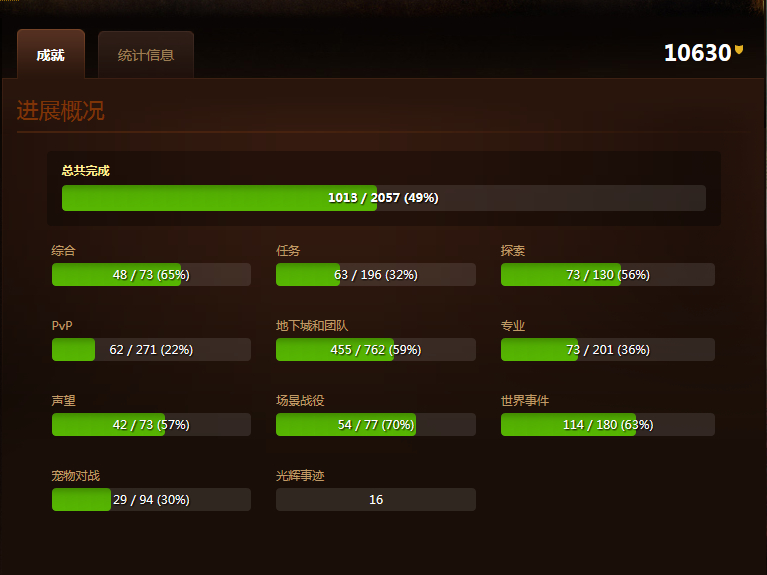 成就
统计信息
10630
进展概况
总共完成
1013 / 2057 (49%)
综合
任务
探索
48 / 73 (65%)
63 / 196 (32%)
73 / 130 (56%)
PvP
地下城和团队
专业
62 / 271 (22%)
455 / 762 (59%)
73 / 201 (36%)
声望
场景战役
世界事件
42 / 73 (57%)
54 / 77 (70%)
114 / 180 (63%)
宠物对战
光辉事迹
29 / 94 (30%)
16